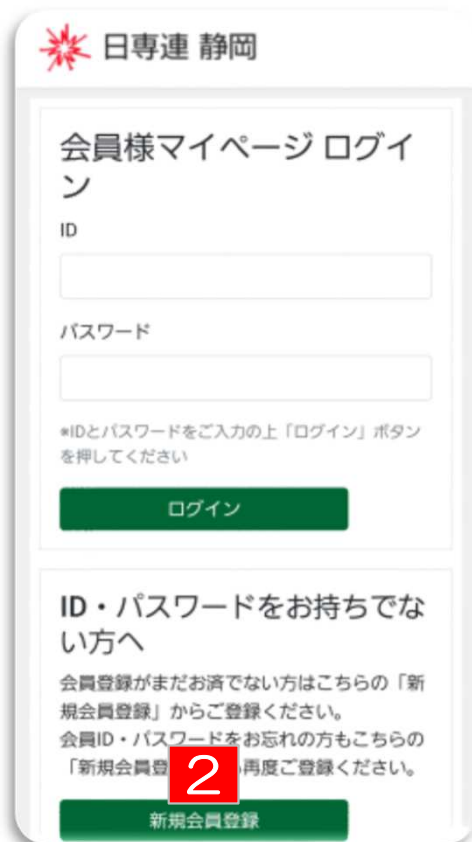 日専連 静岡
会員様マイページ ログイ
ン
ID
パスワード
*IDとパスワードをご入力の上「ログイン」ボタン
を押してください
ログイン
ID・パスワードをお持ちでな
い方へ
会員登録がまだお済でない方はこちらの「新
規会員登録」からご登録ください。
会員ID・パスワードをお忘れの方もこちらの
「新規会員登 再度ご登録ください。
2
新規会員登録